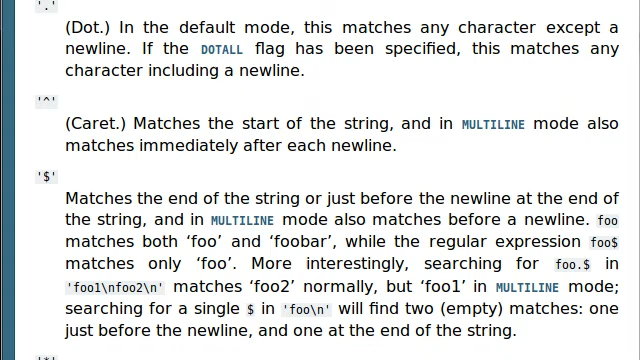 '.'
(Dot.) In the default mode, this matches any character except a
newline. If the DOTALL flag has been specified, this matches any
character including a newline.
'^'
(Caret.) Matches the start of the string, and in MULTILINE mode also
matches immediately after each newline.
'$'
Matches the end of the string or just before the newline at the end of
the string, and in MULTILINE mode also matches before a newline. foo
matches both ‘foo’ and ‘foobar’, while the regular expression foo$
matches only ‘foo’. More interestingly, searching for foo.$ in
'foo1\nfoo2\n' matches ‘foo2’ normally, but ‘foo1’ in MULTILINE mode;
searching for a single $ in 'foo\n' will find two (empty) matches: one
just before the newline, and one at the end of the string.